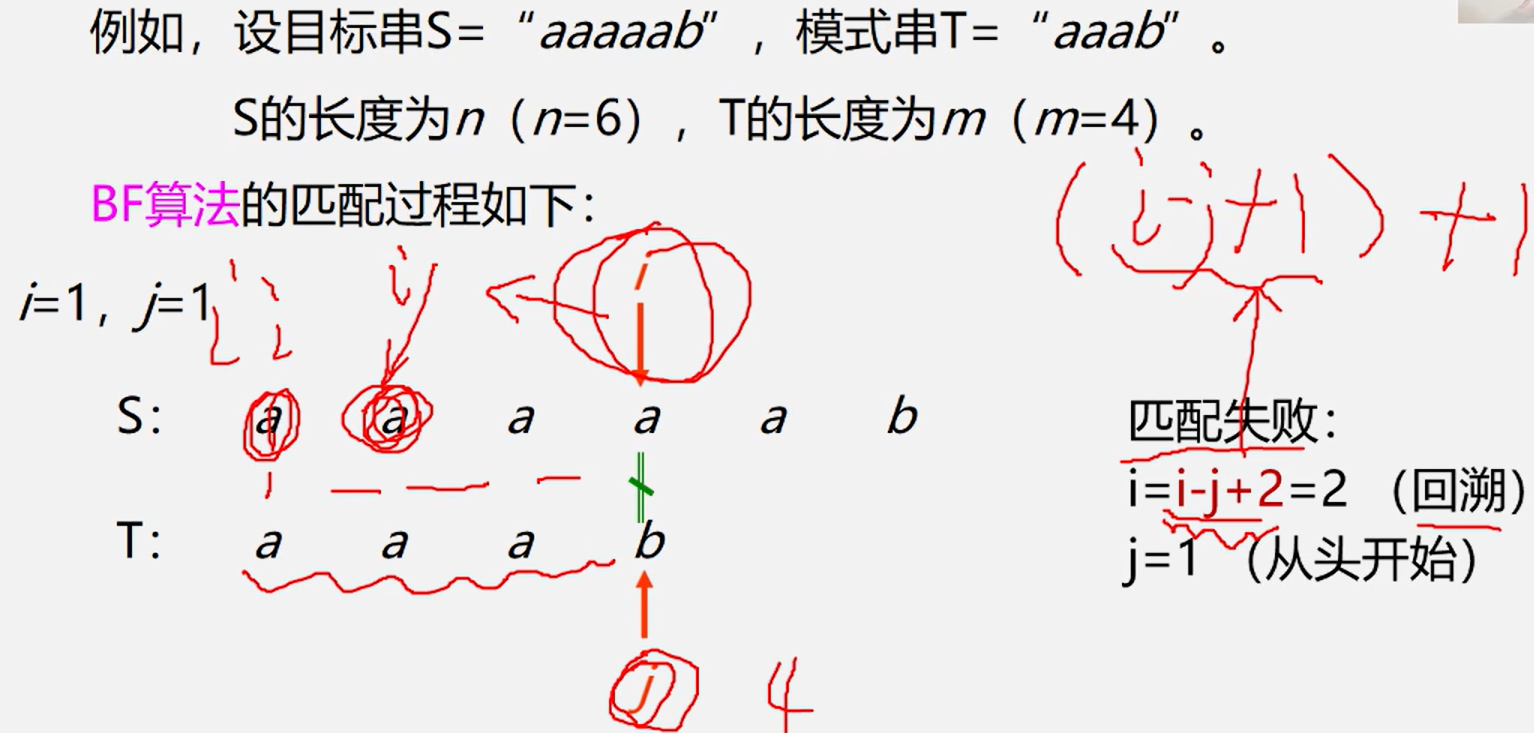 例如，设目标串S=“aaaaab”，模式串T=“aaab”。
S的长度为n（n=6），T的长度为m（m=4）。
BF算法的匹配过程如下：
(i-j+1)+1
i=1，j=1
i
i
S： a a a a a b
匹配失败：
i=i-j+2=2 （回溯）
T： a a a b
j=1 （从头开始）
j 4